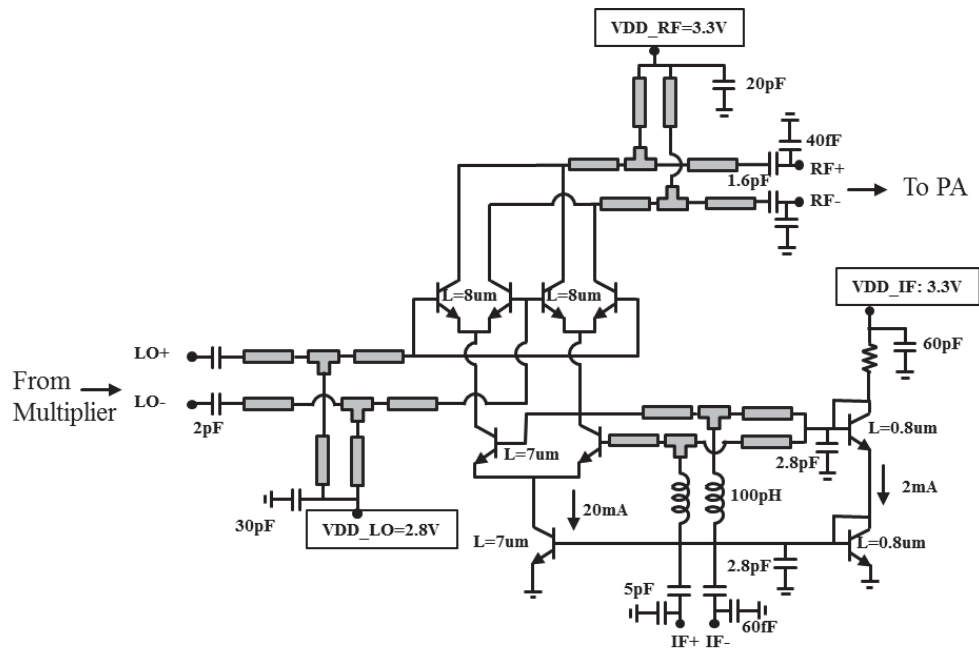 VDD_RF=3.3V
20pF
40fF
RF+
1.6pF
To PA
RF-
L=8um
L=8um
VDD_IF: 3.3V
60pF
LO+
From
Multiplier
LO-
2pF
L=7um
L=0.8um
2.8pF
2mA
100pH
20mA
30pF
VDD_LO=2.8V
L=7um
L=0.8um
2.8pF
5pF
60fF
IF+
IF-